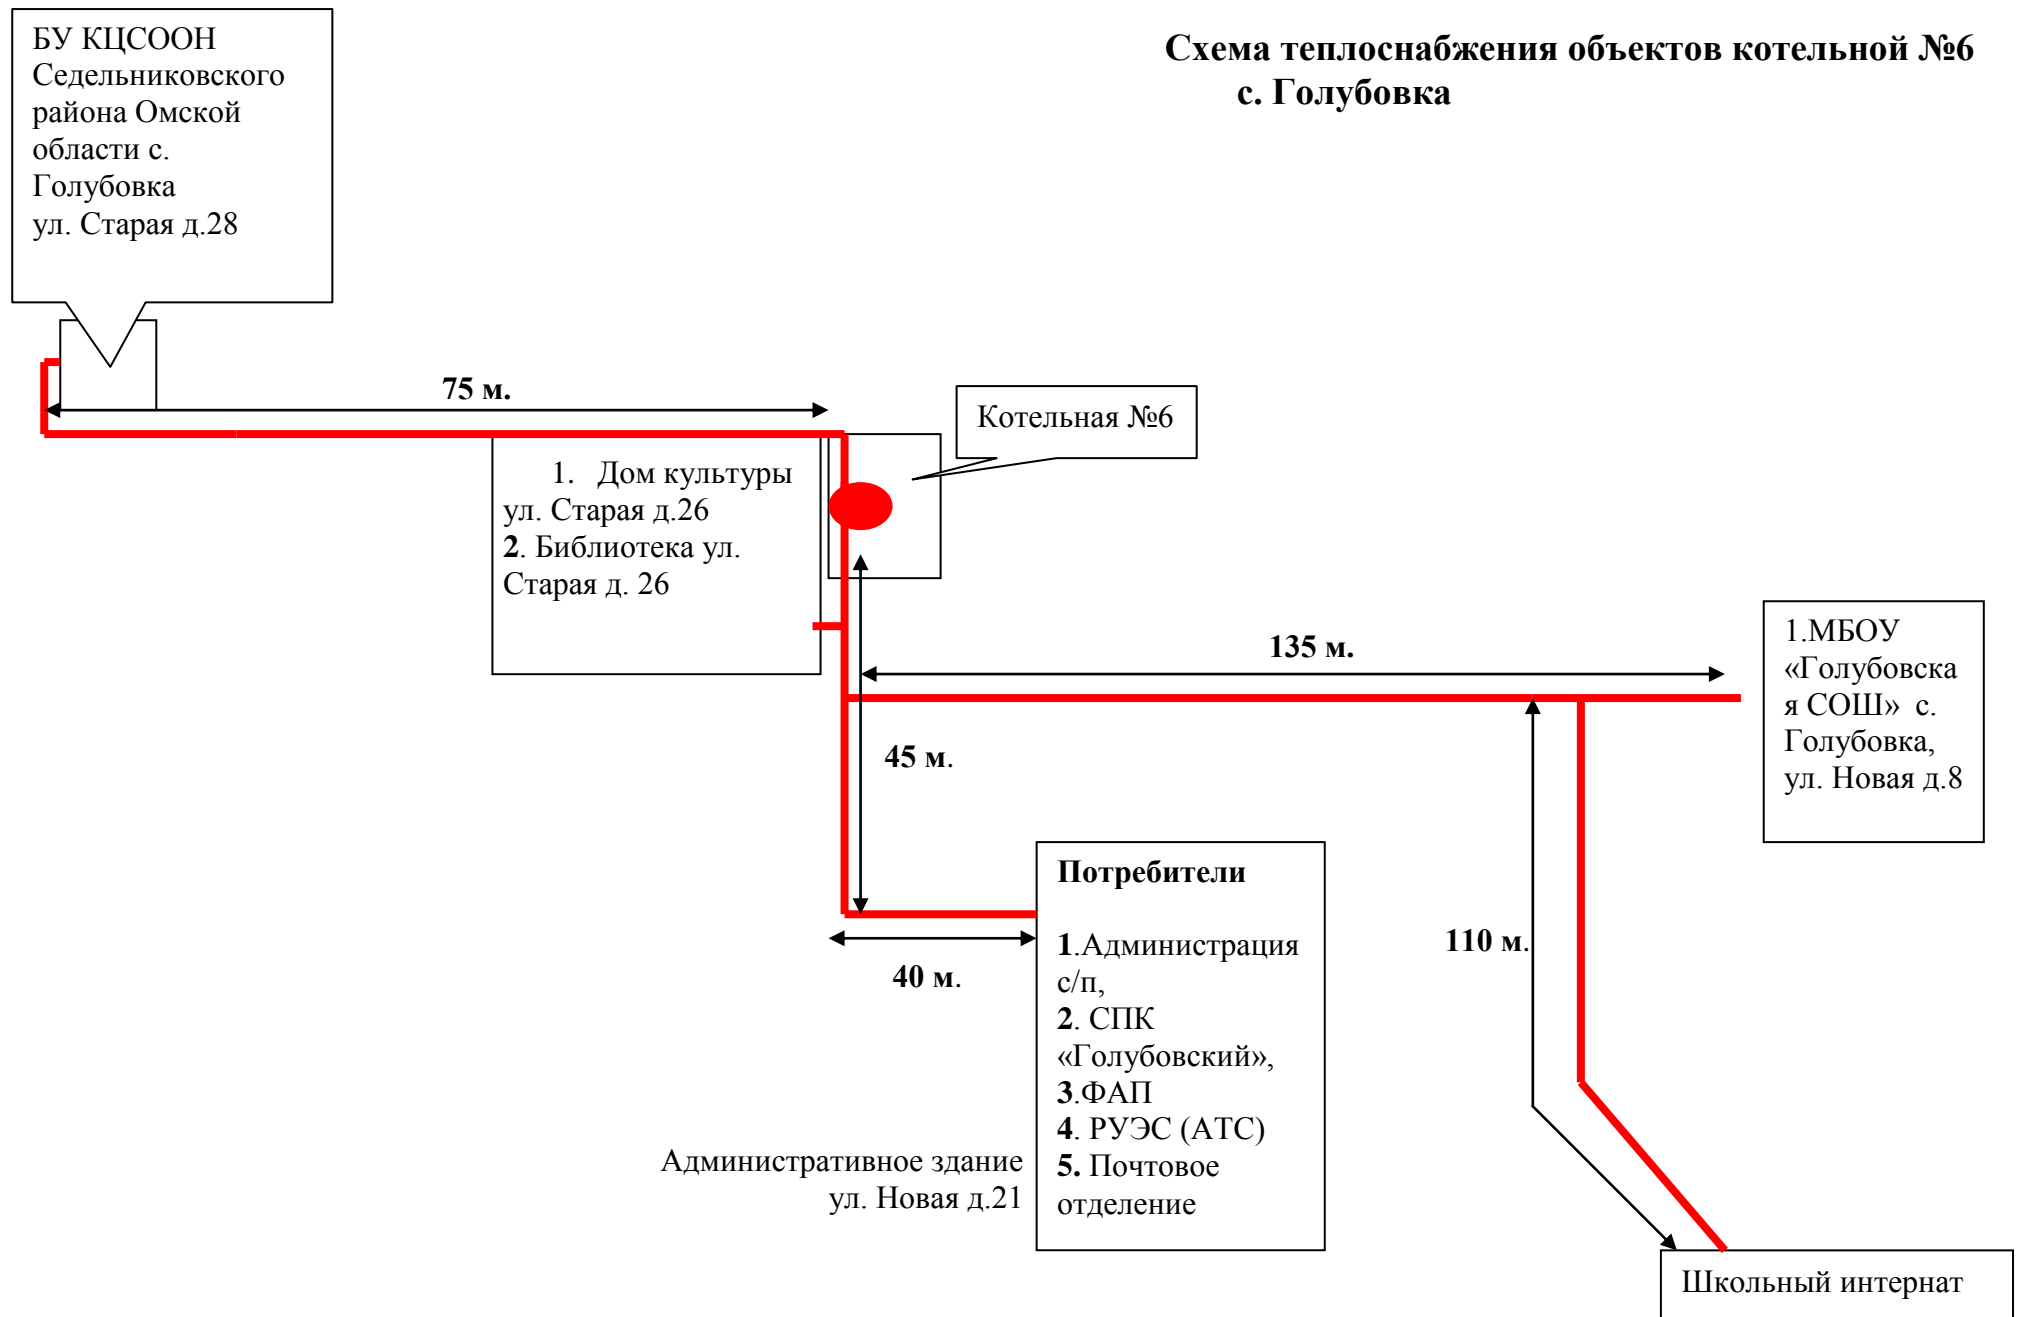 БУ КЦСООН
Седельниковского
района Омской
области с.
Голубовка
ул. Старая д.28
Схема теплоснабжения объектов котельной №6
с. Голубовка
75 м.
Котельная №6
1. Дом культуры
ул. Старая д.26
2. Библиотека ул.
Старая д. 26
135 м.
1.МБОУ
«Голубовска
я СОШ» с.
Голубовка,
ул. Новая д.8
45 м.
40 м.
Потребители
1.Администрация
с/п,
2. СПК
«Голубовский»,
3.ФАП
4. РУЭС (АТС)
5. Почтовое
отделение
110 м.
Административное здание
ул. Новая д.21
Школьный интернат